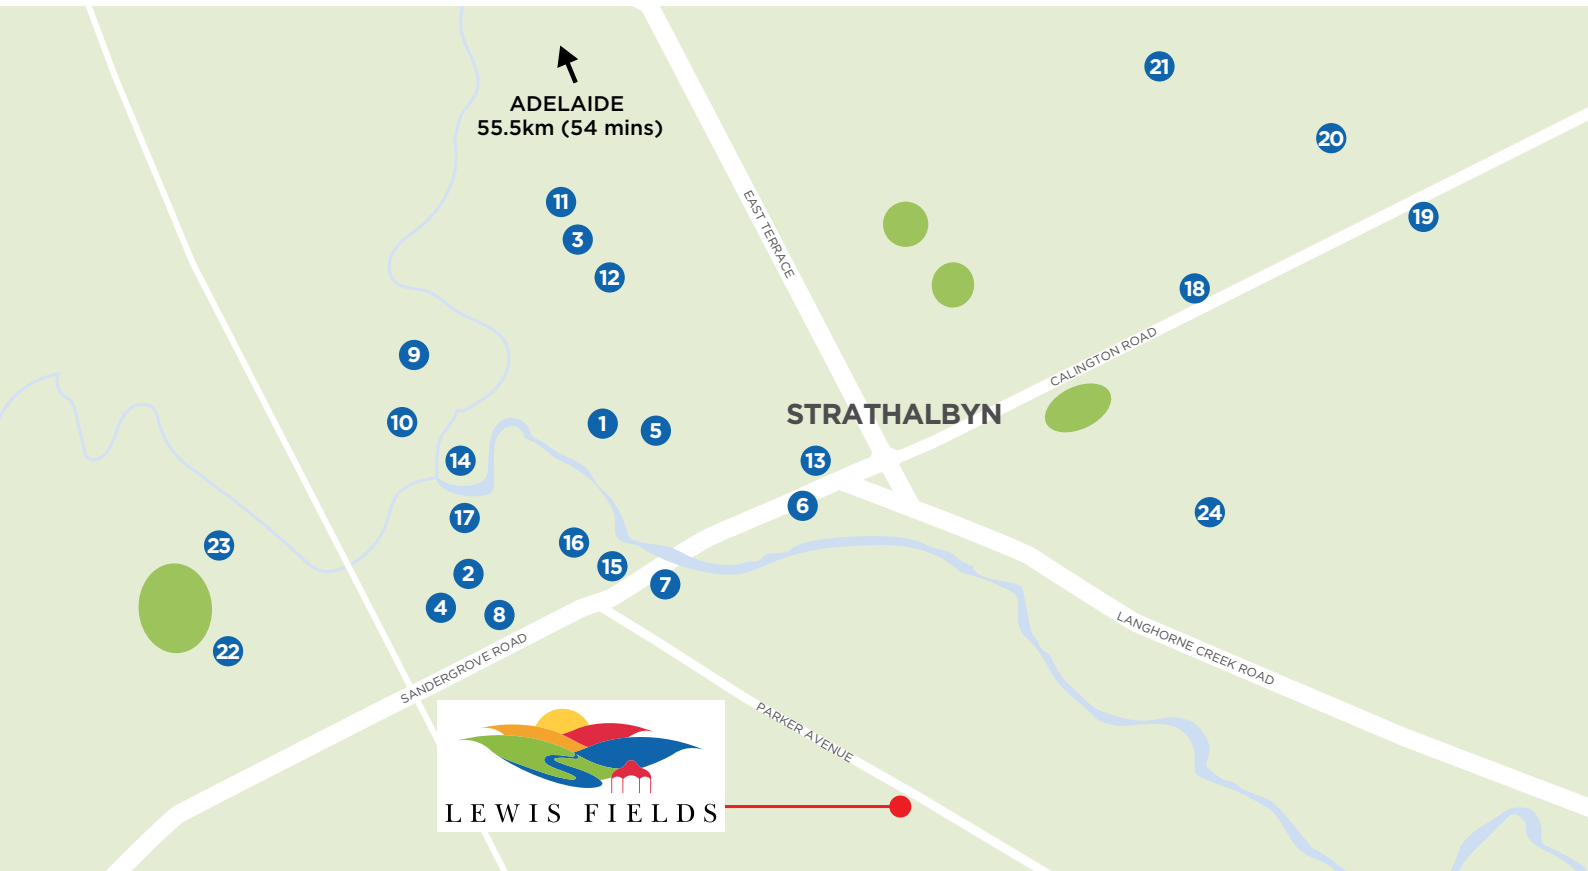 21
ADELAIDE
55.5km (54 mins)
20
11
EAST TERRACE
19
3
12
18
9
CALINGTON ROAD
STRATHALBYN
10
1
5
14
13
6
24
17
16
23
15
2
7
4
8
22
SANDERGROVE ROAD
LANGHORNE CREEK ROAD
PARKER AVENUE
LEWIS FIELDS